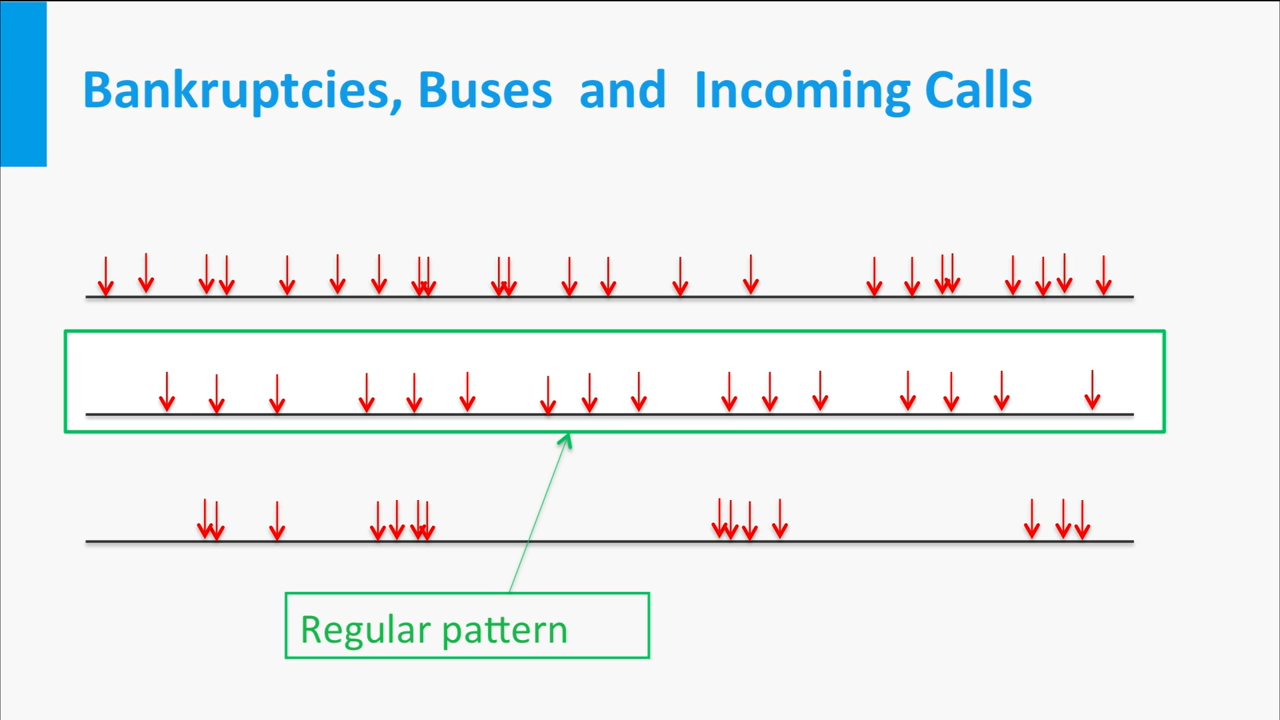 Bankruptcies, Buses and Incoming Calls
Regular pattern